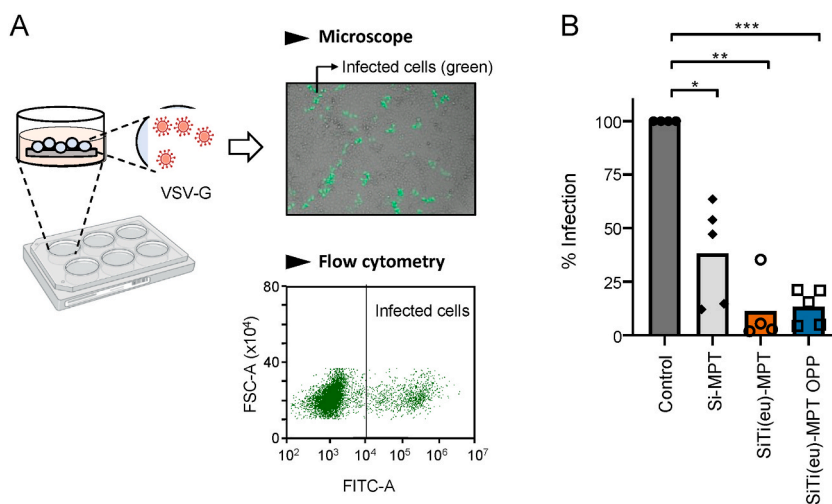 A
► Microscope
Infected cells (green)
VSV-G
► Flow cytometry
80
40
0
FSC-A (x10⁴)
Infected cells
10² 10³ 10⁴ 10⁵ 10⁶ 10⁷
FITC-A
B
***
**
*
100
75
50
25
0
% Infection
Control
Si-MPT
SiTi(eu)-MPT
SiTi(eu)-MPT OPP